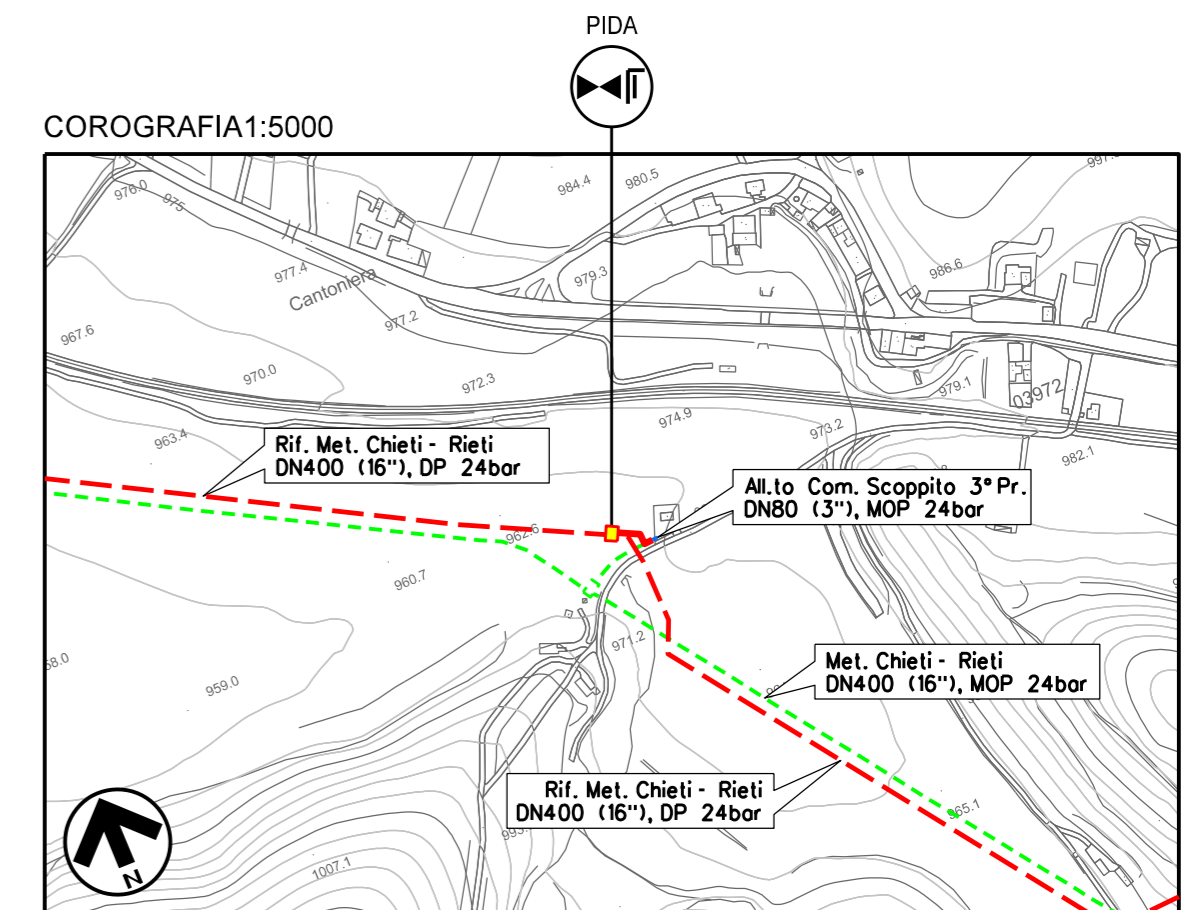 PIDA
COROGRAFIA1:5000
976.0
975
984.4
980.5
977.4
Cantoniera
979.3
986.6
977.2
967.6
970.0
972.3
979.1
03972
974.9
973.2
963.4
982.1
Rif. Met. Chieti - Rieti
DN400 (16"), DP 24bar
All.to Com. Scoppito 3° Pr.
DN80 (3"), MOP 24bar
962.6
960.7
971.2
959.0
Met. Chieti - Rieti
DN400 (16"), MOP 24bar
Rif. Met. Chieti - Rieti
DN400 (16"), DP 24bar
965.1
1007.1
N